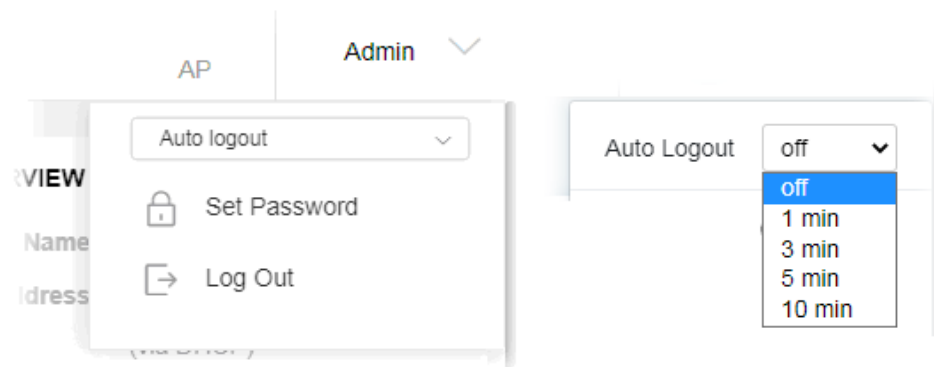 AP
Admin
Auto logout
VIEW
Set Password
Name
Log Out
dress
Auto Logout
off
off
1 min
3 min
5 min
10 min